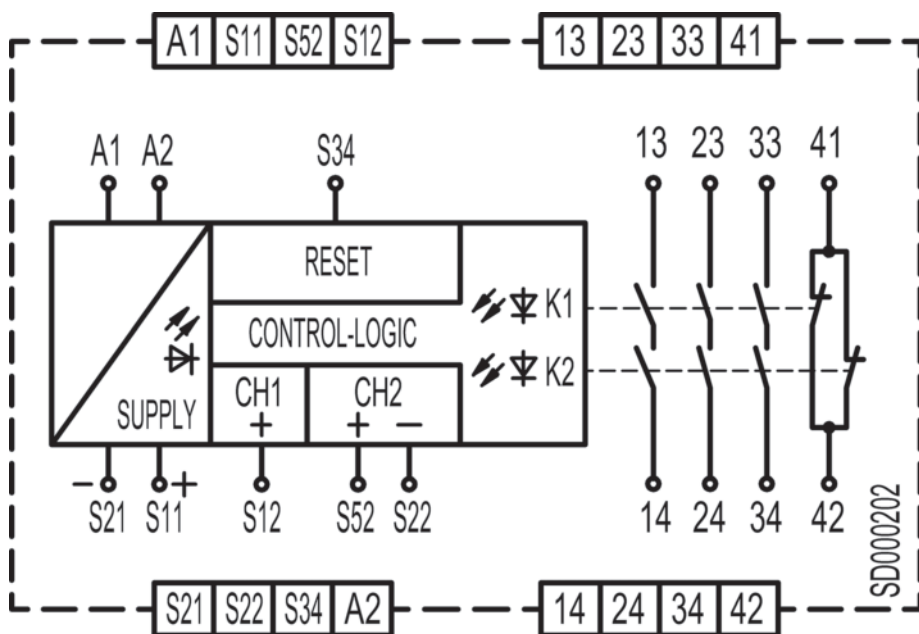 A1 S11 S52 S12 13 23 33 41
A1 A2 S34 13 23 33 41
RESET
K1
CONTROL-LOGIC
K2
CH1 CH2
SUPPLY + + −
− S21 S11 + S12 S52 S22 14 24 34 42
SD000202
S21 S22 S34 A2 14 24 34 42